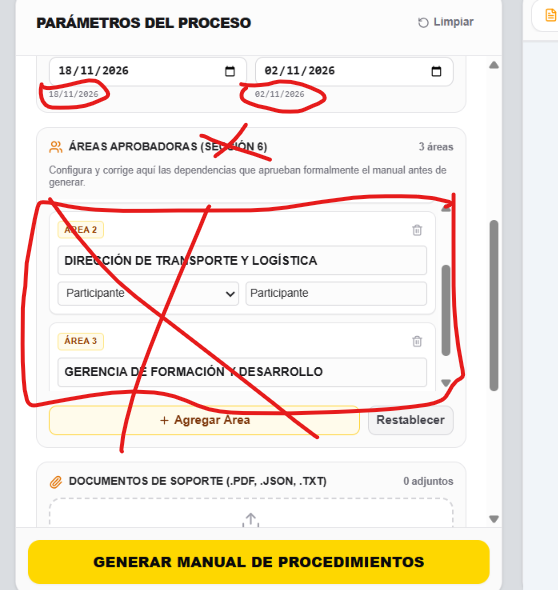 PARÁMETROS DEL PROCESO
Limpiar
18/11/2026
02/11/2026
18/11/2026
02/11/2026
ÁREAS APROBADORAS (SECCIÓN 6)
3 áreas
Configura y corrige aquí las dependencias que aprueban formalmente el manual antes de
generar.
ÁREA 2
DIRECCIÓN DE TRANSPORTE Y LOGÍSTICA
Participante
Participante
ÁREA 3
GERENCIA DE FORMACIÓN Y DESARROLLO
+ Agregar Área
Restablecer
DOCUMENTOS DE SOPORTE (.PDF, .JSON, .TXT)
0 adjuntos
GENERAR MANUAL DE PROCEDIMIENTOS